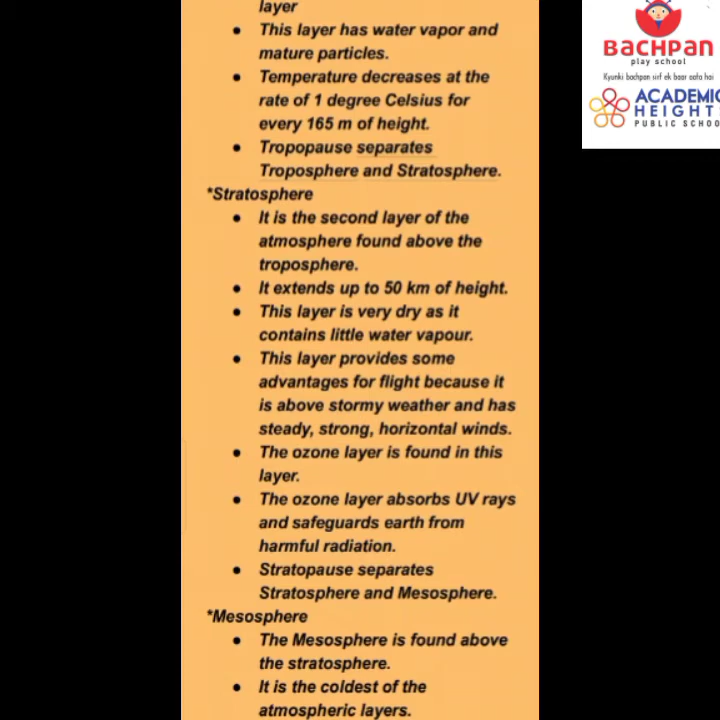 layer
● This layer has water vapor and
mature particles.
● Temperature decreases at the
rate of 1 degree Celsius for
every 165 m of height.
● Tropopause separates
Troposphere and Stratosphere.
*Stratosphere
● It is the second layer of the
atmosphere found above the
troposphere.
● It extends up to 50 km of height.
● This layer is very dry as it
contains little water vapour.
● This layer provides some
advantages for flight because it
is above stormy weather and has
steady, strong, horizontal winds.
● The ozone layer is found in this
layer.
● The ozone layer absorbs UV rays
and safeguards earth from
harmful radiation.
● Stratopause separates
Stratosphere and Mesosphere.
*Mesosphere
● The Mesosphere is found above
the stratosphere.
● It is the coldest of the
atmospheric layers.
BACHPAN
play school
Kyunki bachpan sirf ek baar aata hai
ACADEMIC
HEIGHT
PUBLIC SCHOO